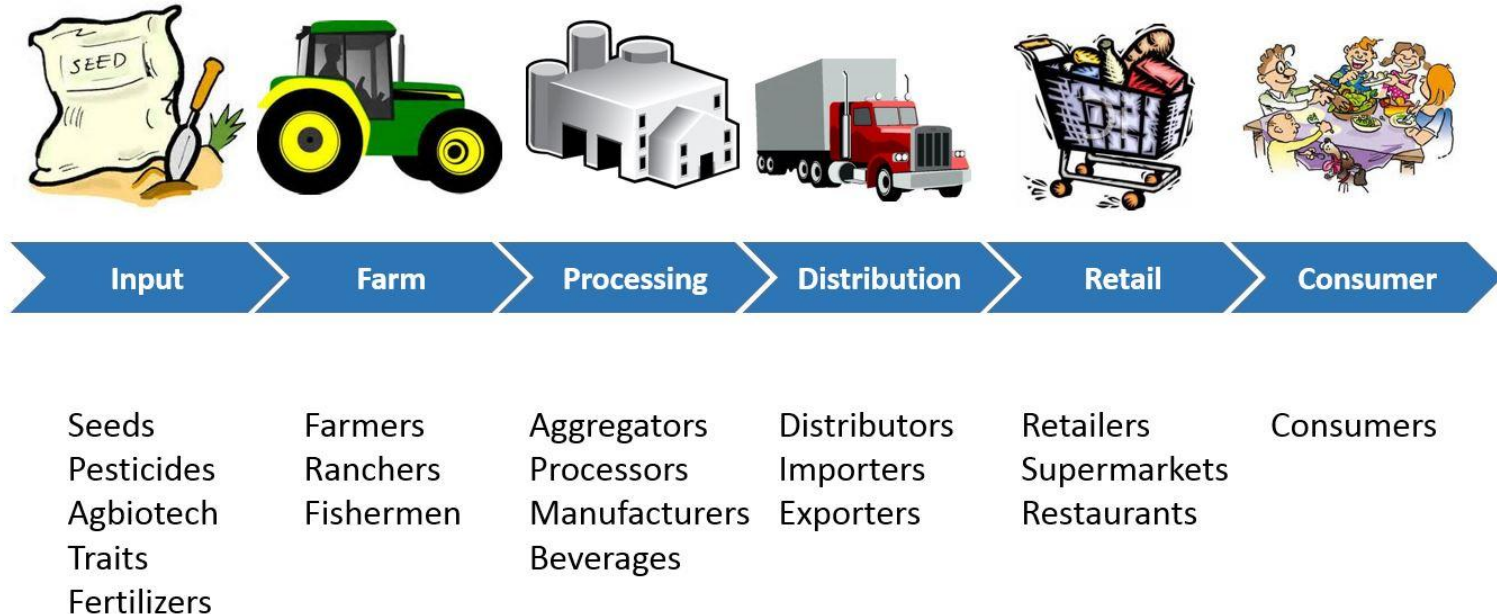 SEED
Input
Farm
Processing
Distribution
Retail
Consumer
Seeds
Pesticides
Agbiotech
Traits
Fertilizers
Farmers
Ranchers
Fishermen
Aggregators
Processors
Manufacturers
Beverages
Distributors
Importers
Exporters
Retailers
Supermarkets
Restaurants
Consumers